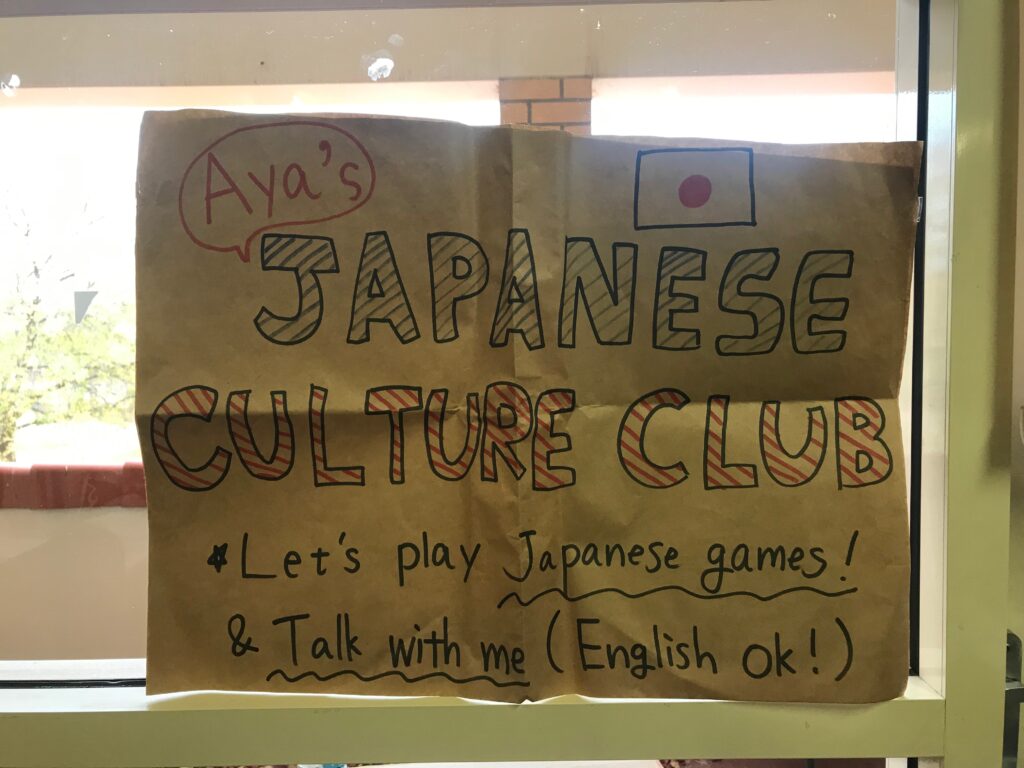 Aya's
JAPANESE
CULTURE CLUB
*Let's play Japanese games!
& Talk with me (English ok!)